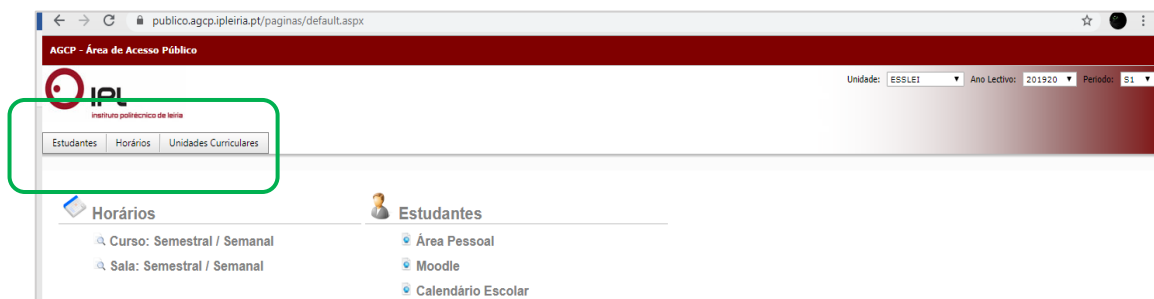 publico.agcp.ipleiria.pt/paginas/default.aspx
AGCP - Área de Acesso Público
Unidade: ESSLEI Ano Lectivo: 201920 Periodo: S1
IPL
instituto politécnico de leiria
Estudantes Horários Unidades Curriculares
Horários
Curso: Semestral / Semanal
Sala: Semestral / Semanal
Estudantes
Área Pessoal
Moodle
Calendário Escolar